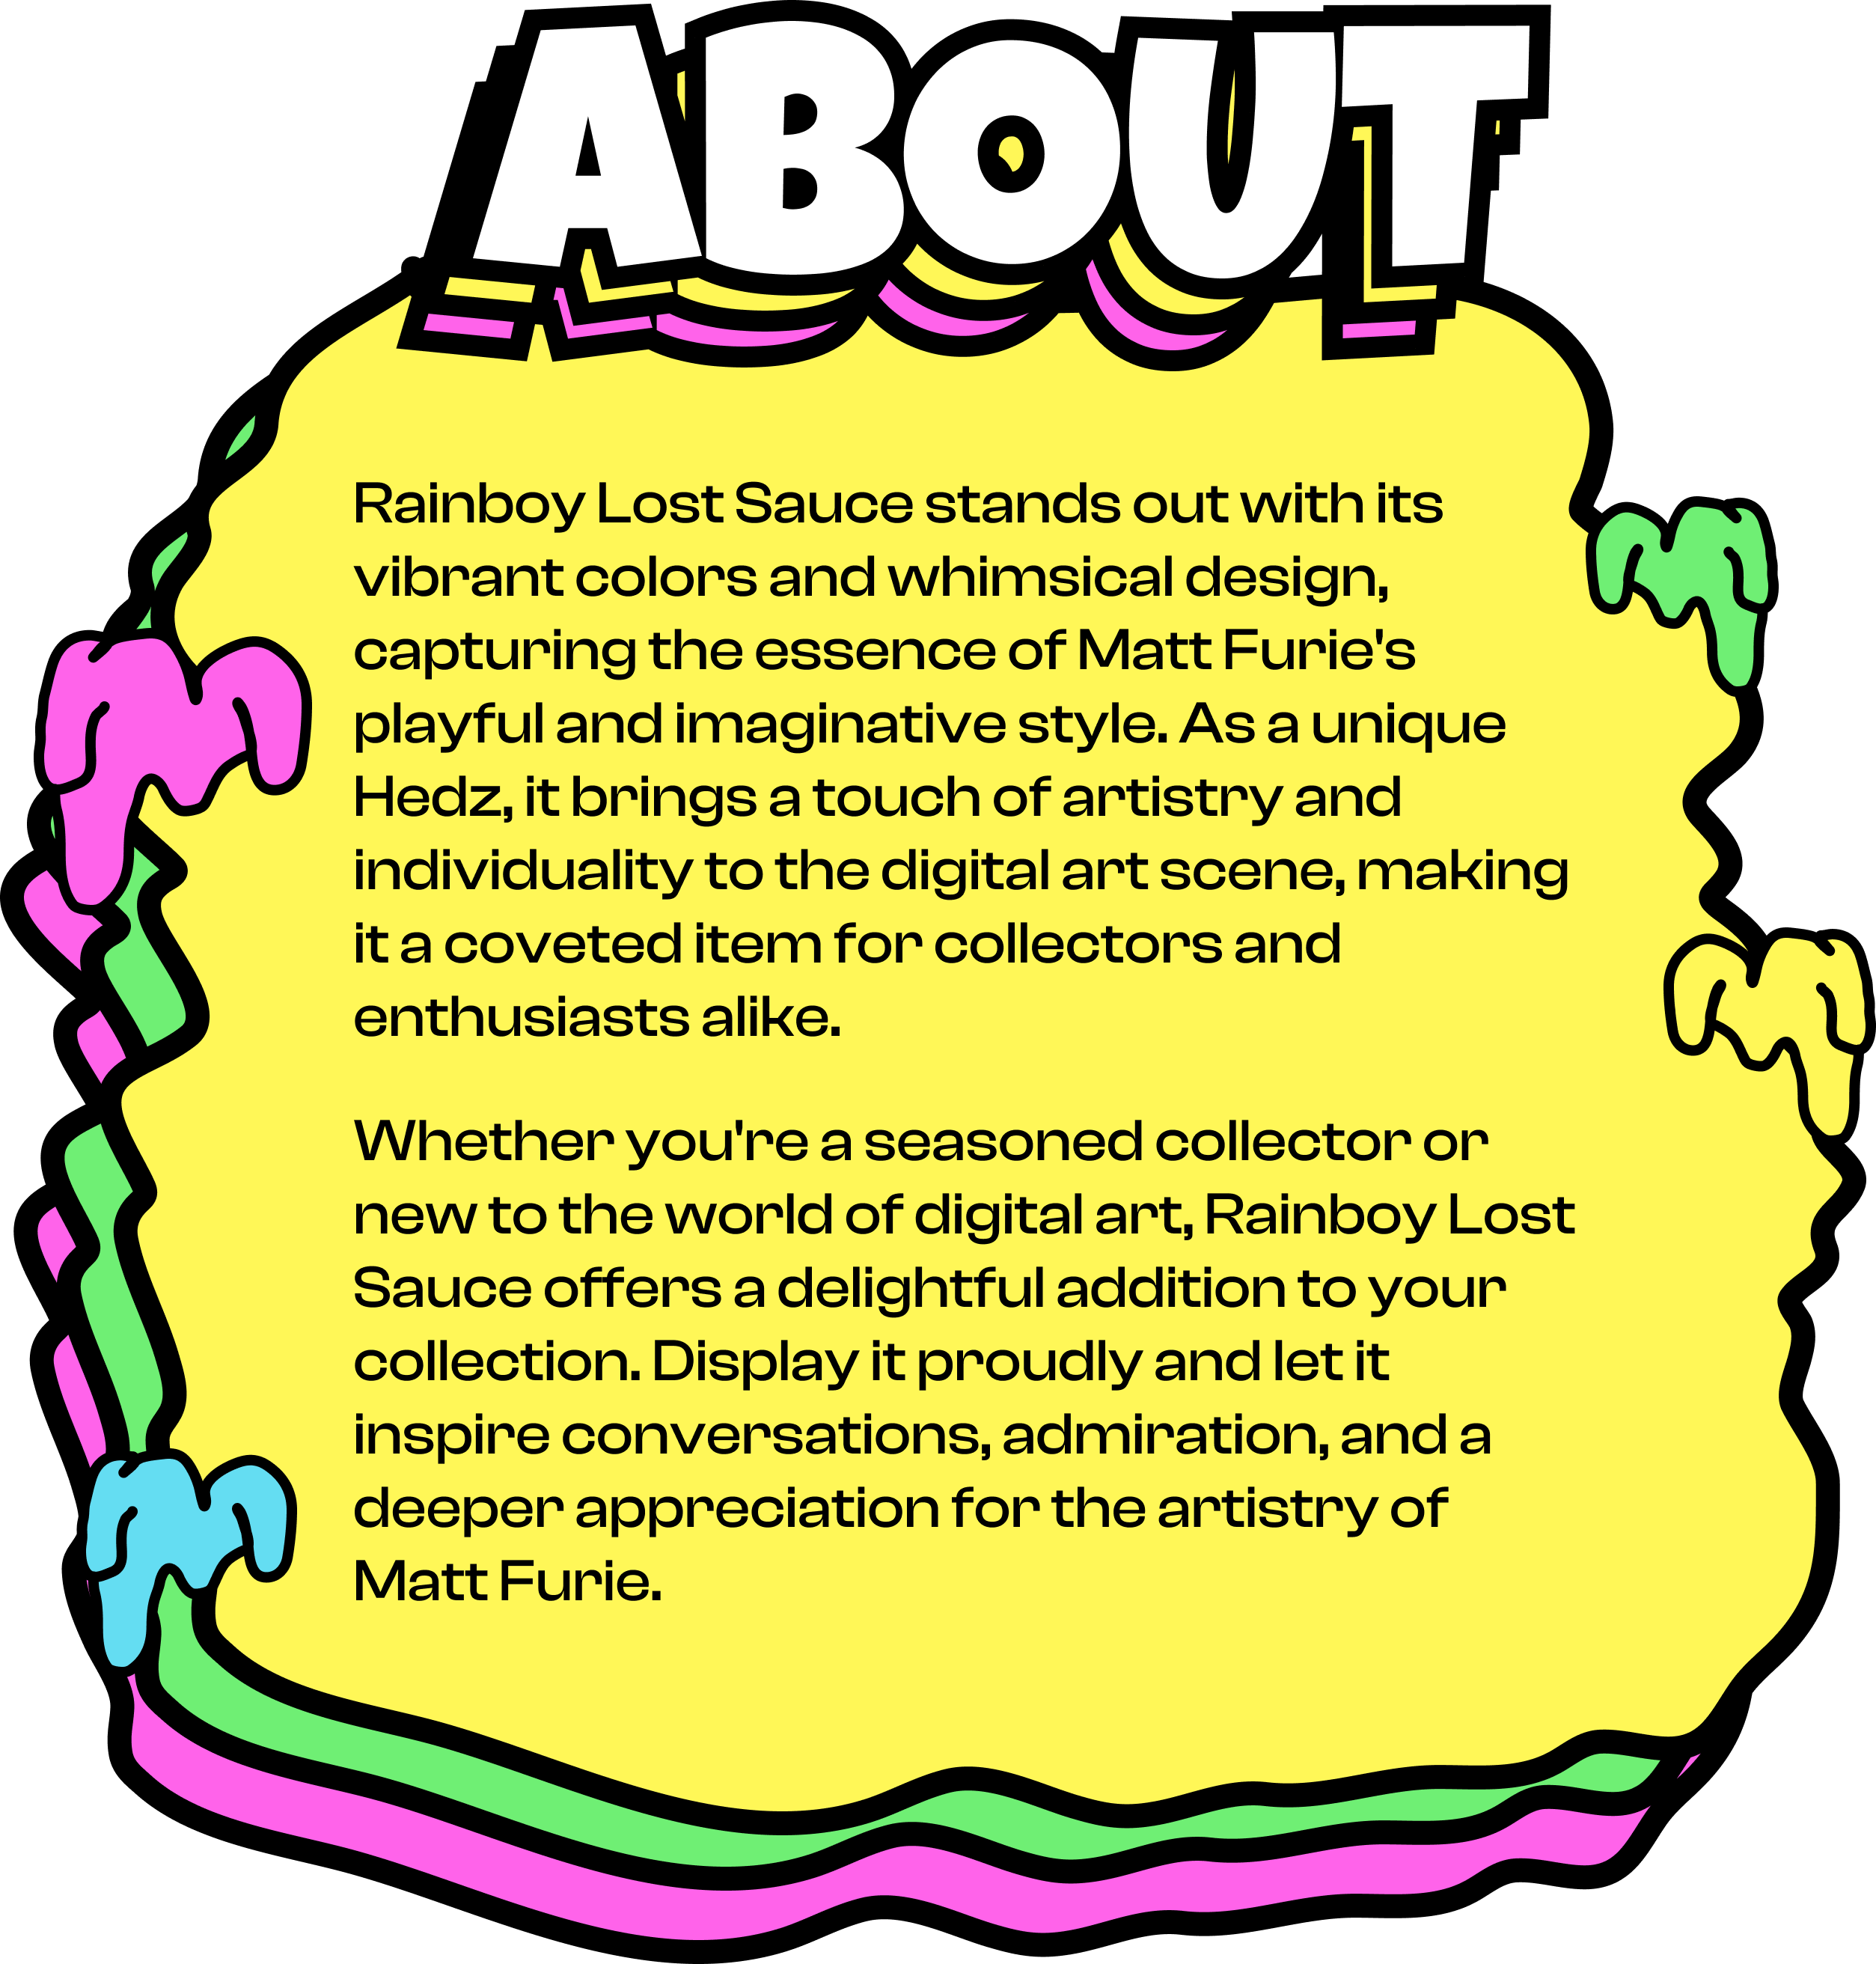 ABOUT
Rainboy Lost Sauce stands out with its
vibrant colors and whimsical design,
capturing the essence of Matt Furie's
playful and imaginative style. As a unique
Hedz, it brings a touch of artistry and
individuality to the digital art scene, making
it a coveted item for collectors and
enthusiasts alike.
Whether you're a seasoned collector or
new to the world of digital art, Rainboy Lost
Sauce offers a delightful addition to your
collection. Display it proudly and let it
inspire conversations, admiration, and a
deeper appreciation for the artistry of
Matt Furie.